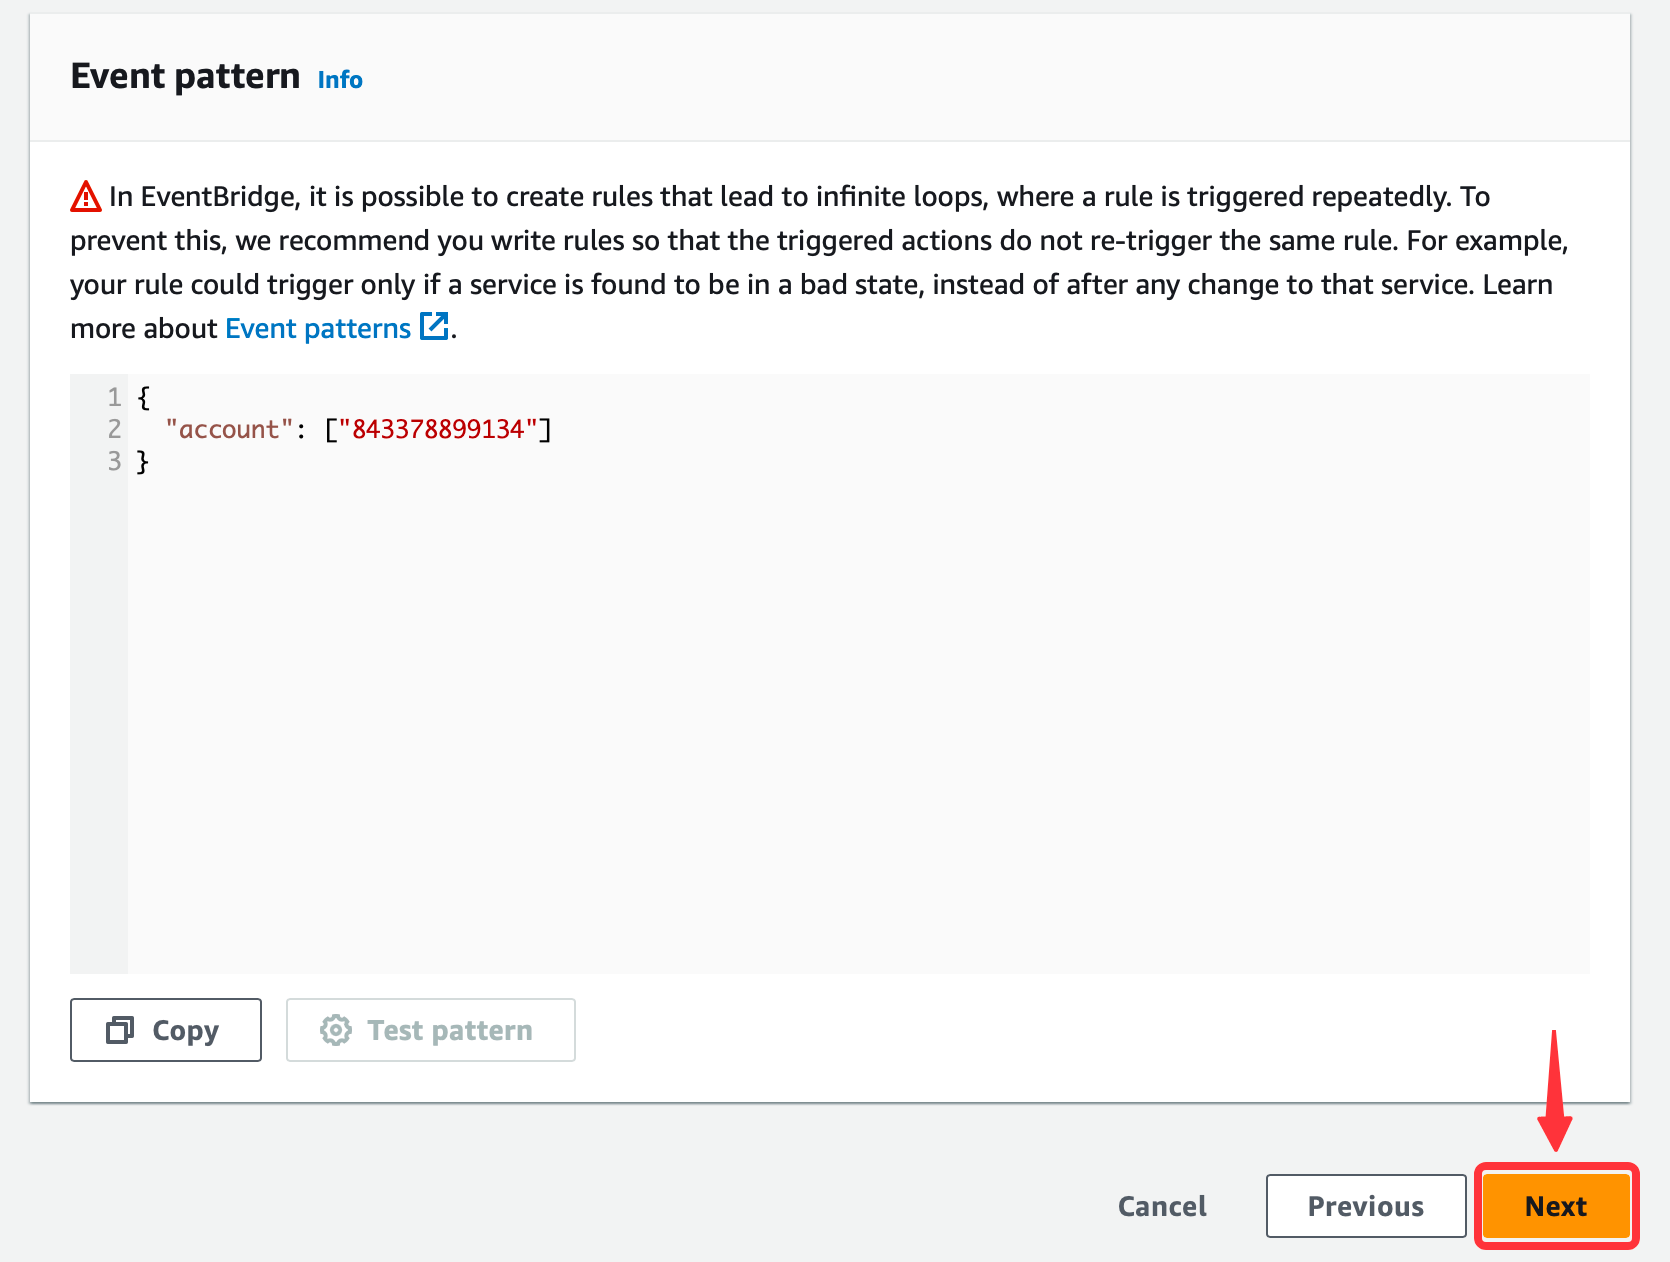 Event pattern Info
In EventBridge, it is possible to create rules that lead to infinite loops, where a rule is triggered repeatedly. To
prevent this, we recommend you write rules so that the triggered actions do not re-trigger the same rule. For example,
your rule could trigger only if a service is found to be in a bad state, instead of after any change to that service. Learn
more about Event patterns.
1 {
2 "account": ["843378899134"]
3 }
Copy Test pattern
Cancel Previous Next